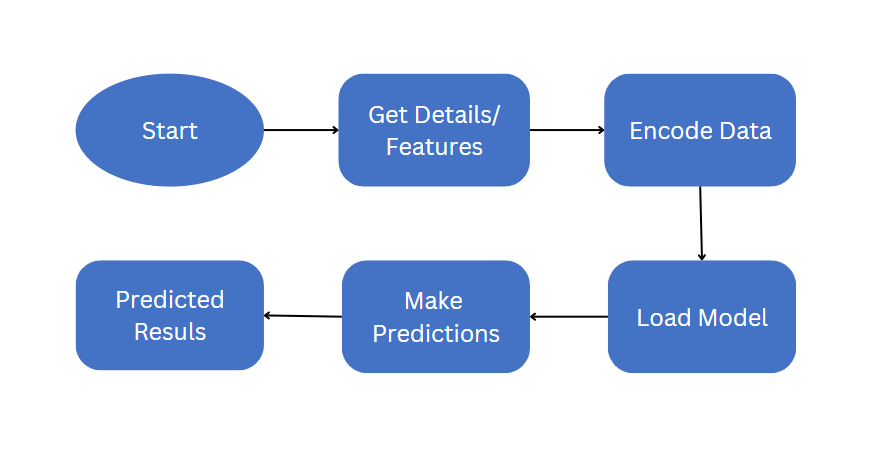 Start
Get Details/
Features
Encode Data
Load Model
Make
Predictions
Predicted
Resuls